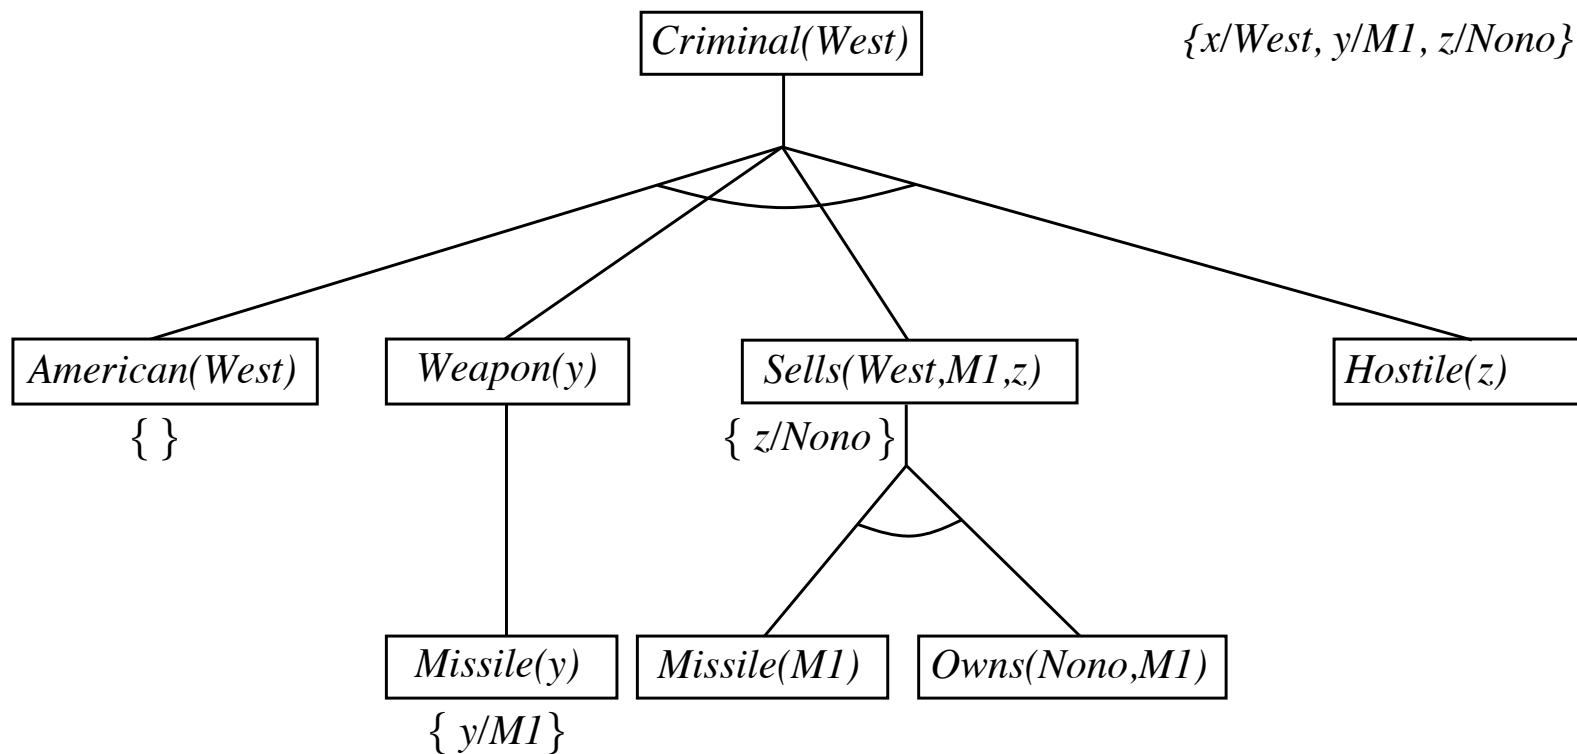 Criminal(West)
{x/West, y/M1, z/Nono}
American(West)
Weapon(y)
Sells(West,M1,z)
Hostile(z)
{ }
{ z/Nono }
Missile(y)
Missile(M1)
Owns(Nono,M1)
{ y/M1 }